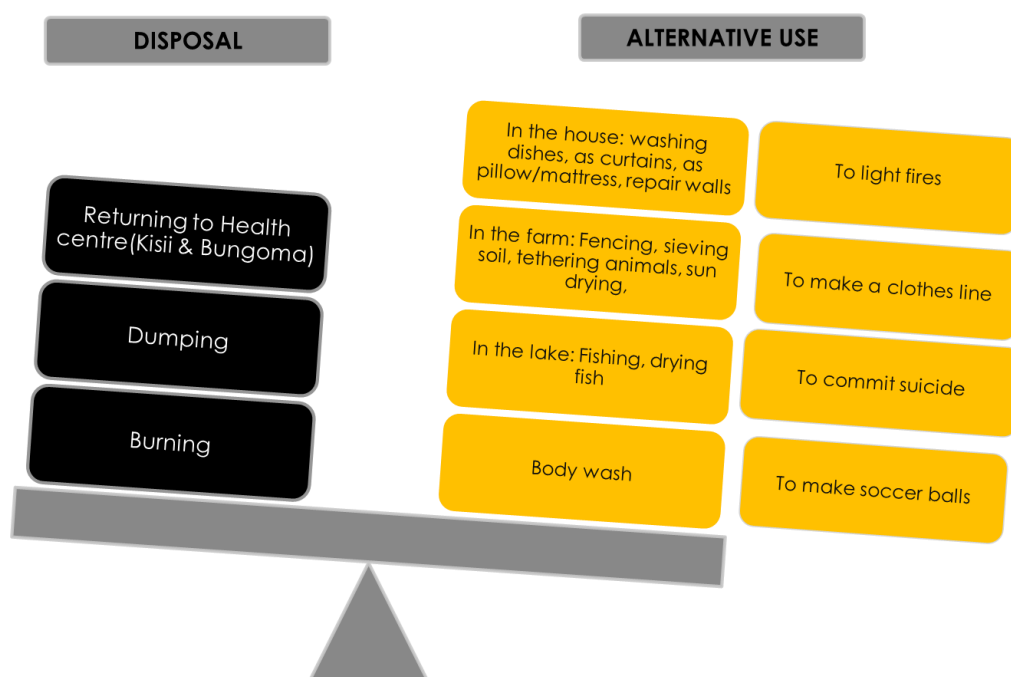 DISPOSAL
ALTERNATIVE USE
Returning to Health
centre(Kisii & Bungoma)
Dumping
Burning
In the house: washing
dishes, as curtains, as
pillow/mattress, repair walls
In the farm: Fencing, sieving
soil, tethering animals, sun
drying,
In the lake: Fishing, drying
fish
Body wash
To light fires
To make a clothes line
To commit suicide
To make soccer balls